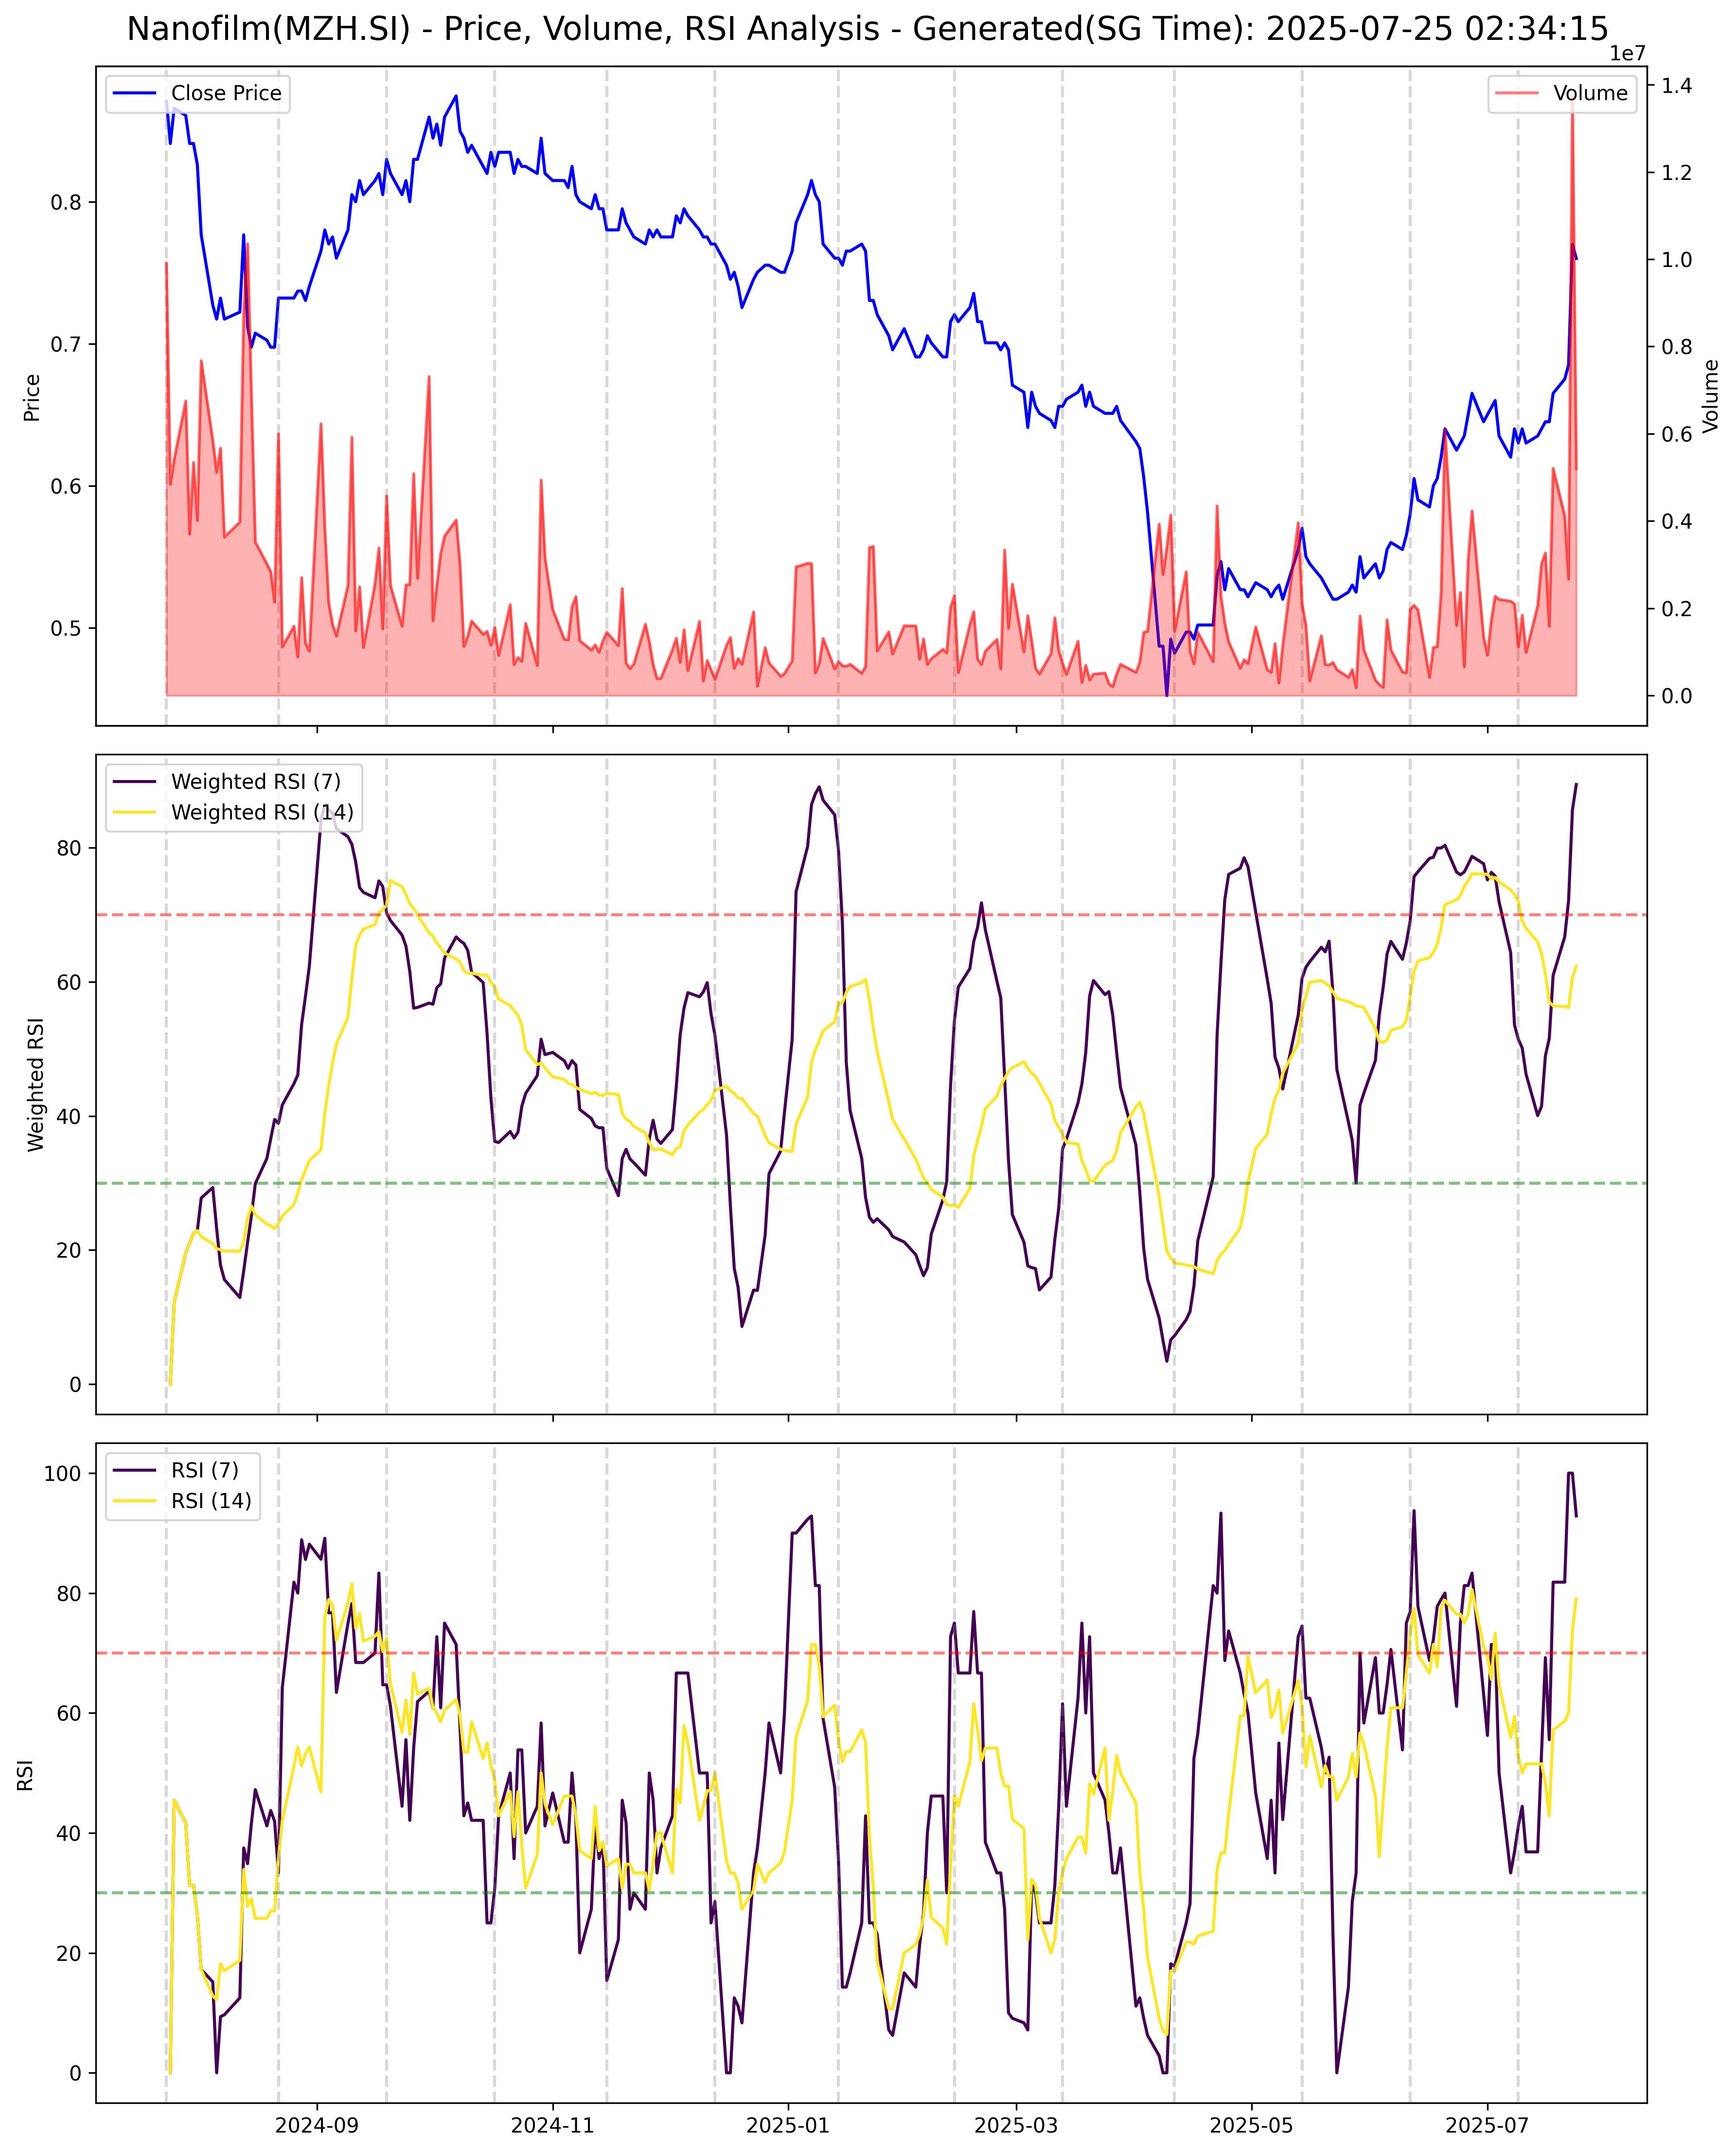 Nanofilm(MZH.SI) - Price, Volume, RSI Analysis - Generated(SG Time): 2025-07-25 02:34:15
1e7
Close Price
Volume
1.4
1.2
1.0
0.8
0.6
0.4
0.2
0.0
0.8
0.7
0.6
0.5
Price
Volume
Weighted RSI (7)
Weighted RSI (14)
80
60
40
20
0
Weighted RSI
RSI (7)
RSI (14)
100
80
60
40
20
0
RSI
2024-09
2024-11
2025-01
2025-03
2025-05
2025-07